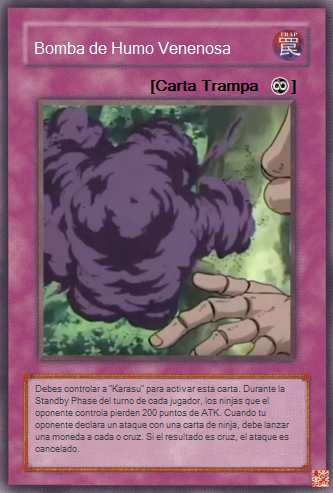 Bomba de Humo Venenosa
TRAP
罠
[Carta Trampa ]
Debes controlar a "Karasu" para activar esta carta. Durante la
Standby Phase del turno de cada jugador, los ninjas que el
oponente controla pierden 200 puntos de ATK. Cuando tu
oponente declara un ataque con una carta de ninja, debe lanzar
una moneda a cada o cruz. Si el resultado es cruz, el ataque es
cancelado.